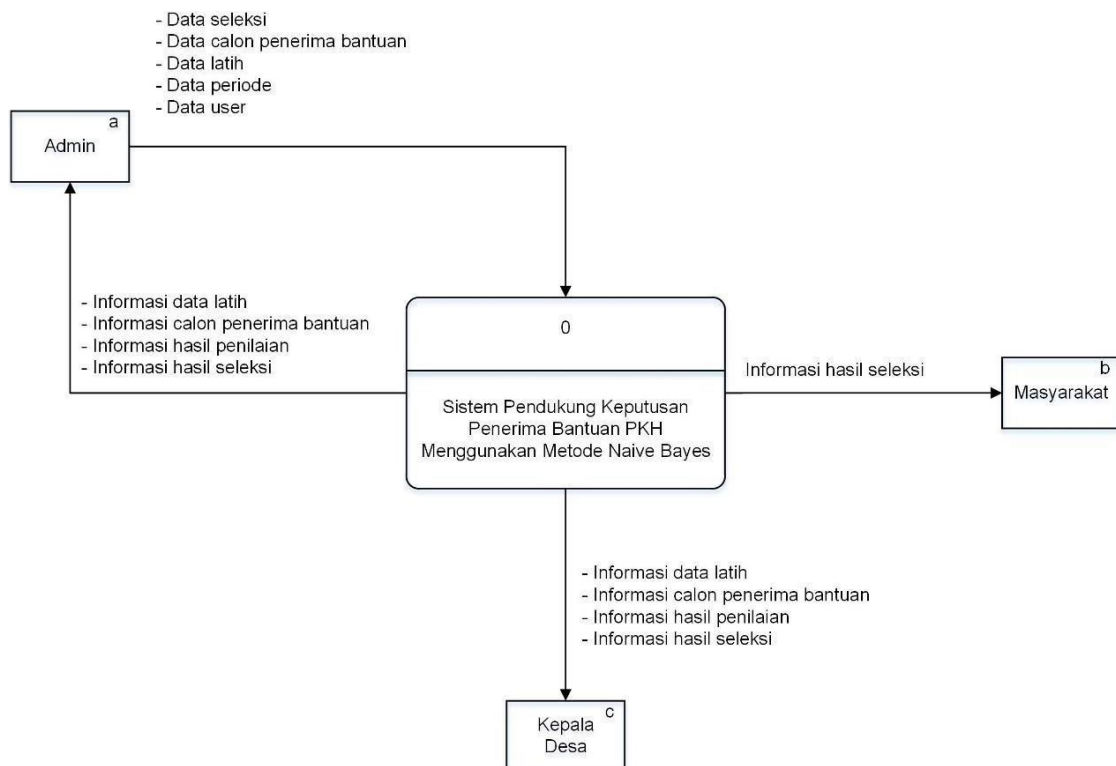 - Data seleksi
- Data calon penerima bantuan
- Data latih
- Data periode
- Data user
a
Admin
- Informasi data latih
- Informasi calon penerima bantuan
- Informasi hasil penilaian
- Informasi hasil seleksi
0
Sistem Pendukung Keputusan
Penerima Bantuan PKH
Menggunakan Metode Naive Bayes
Informasi hasil seleksi
b
Masyarakat
- Informasi data latih
- Informasi calon penerima bantuan
- Informasi hasil penilaian
- Informasi hasil seleksi
c
Kepala
Desa